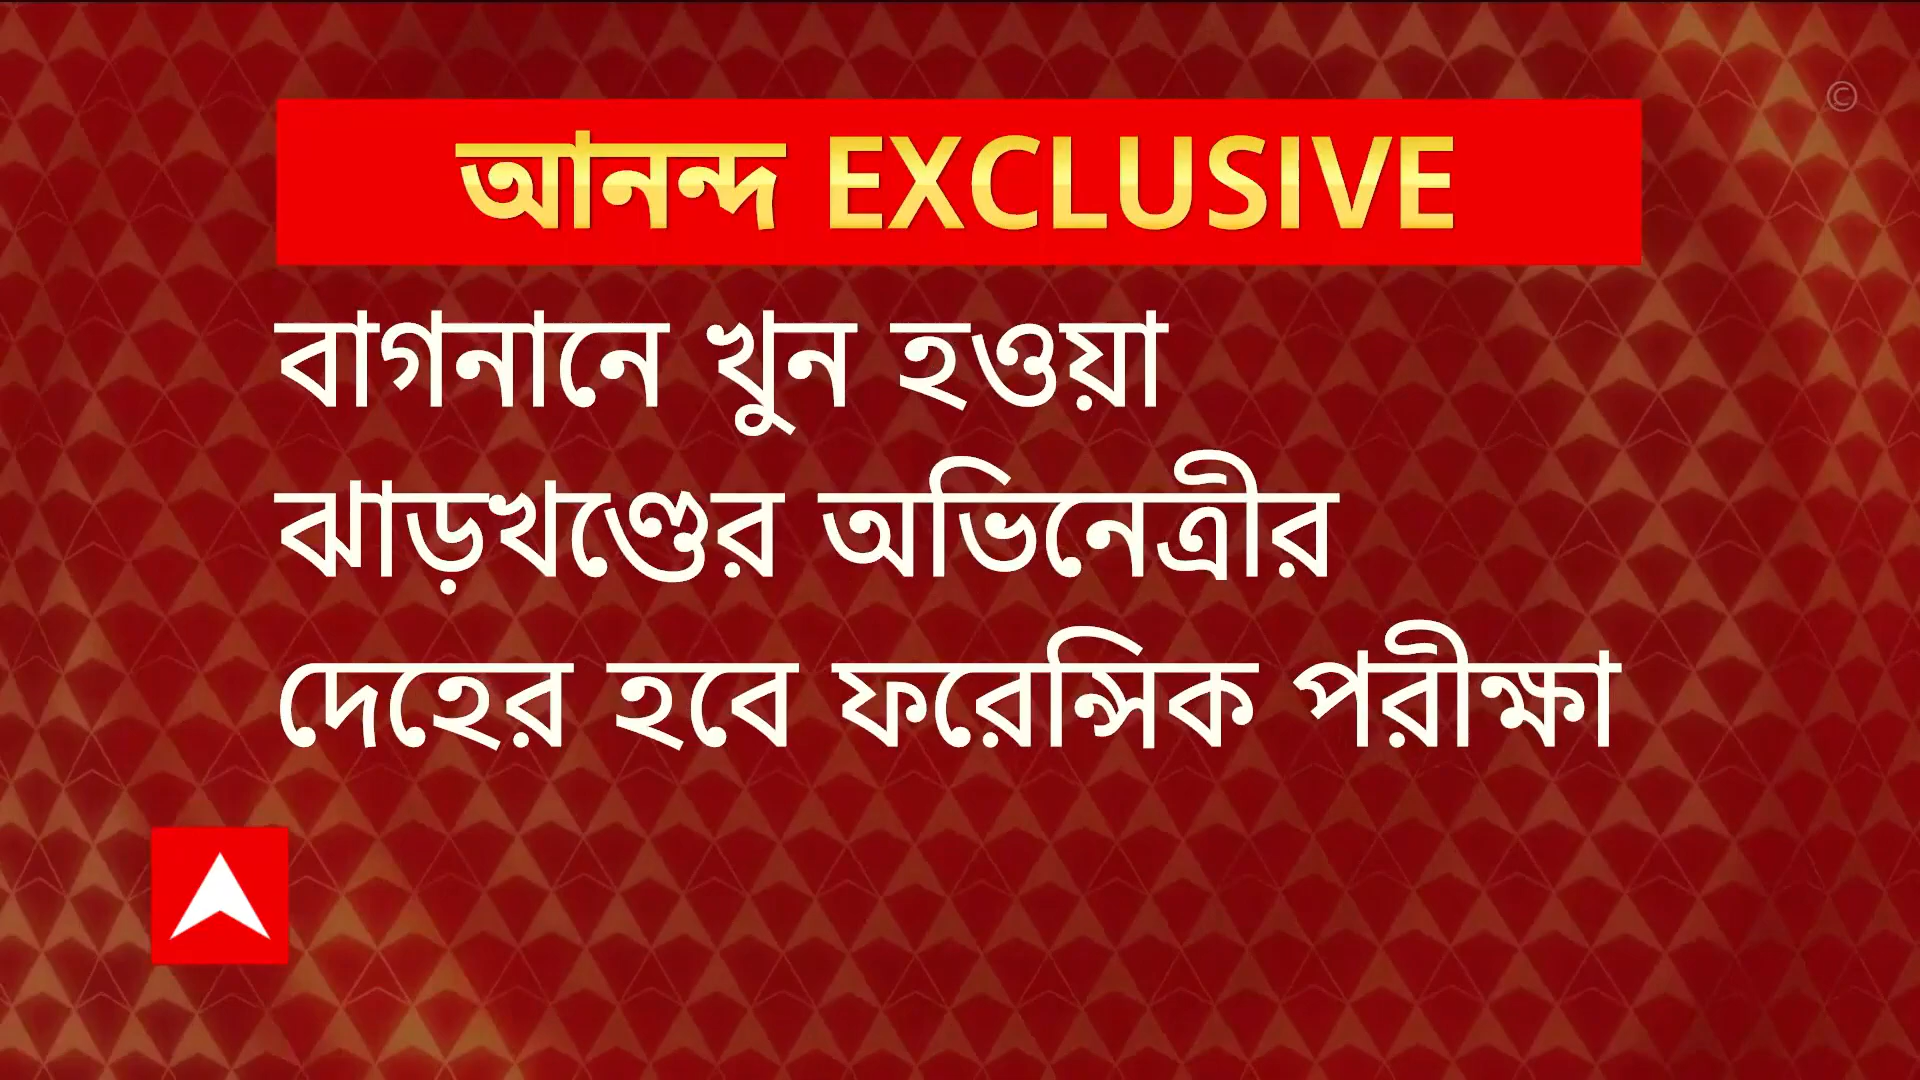 আনন্দ EXCLUSIVE
©
বাগনানে খুন হওয়া
ঝাড়খণ্ডের অভিনেত্রীর
দেহের হবে ফরেন্সিক পরীক্ষা